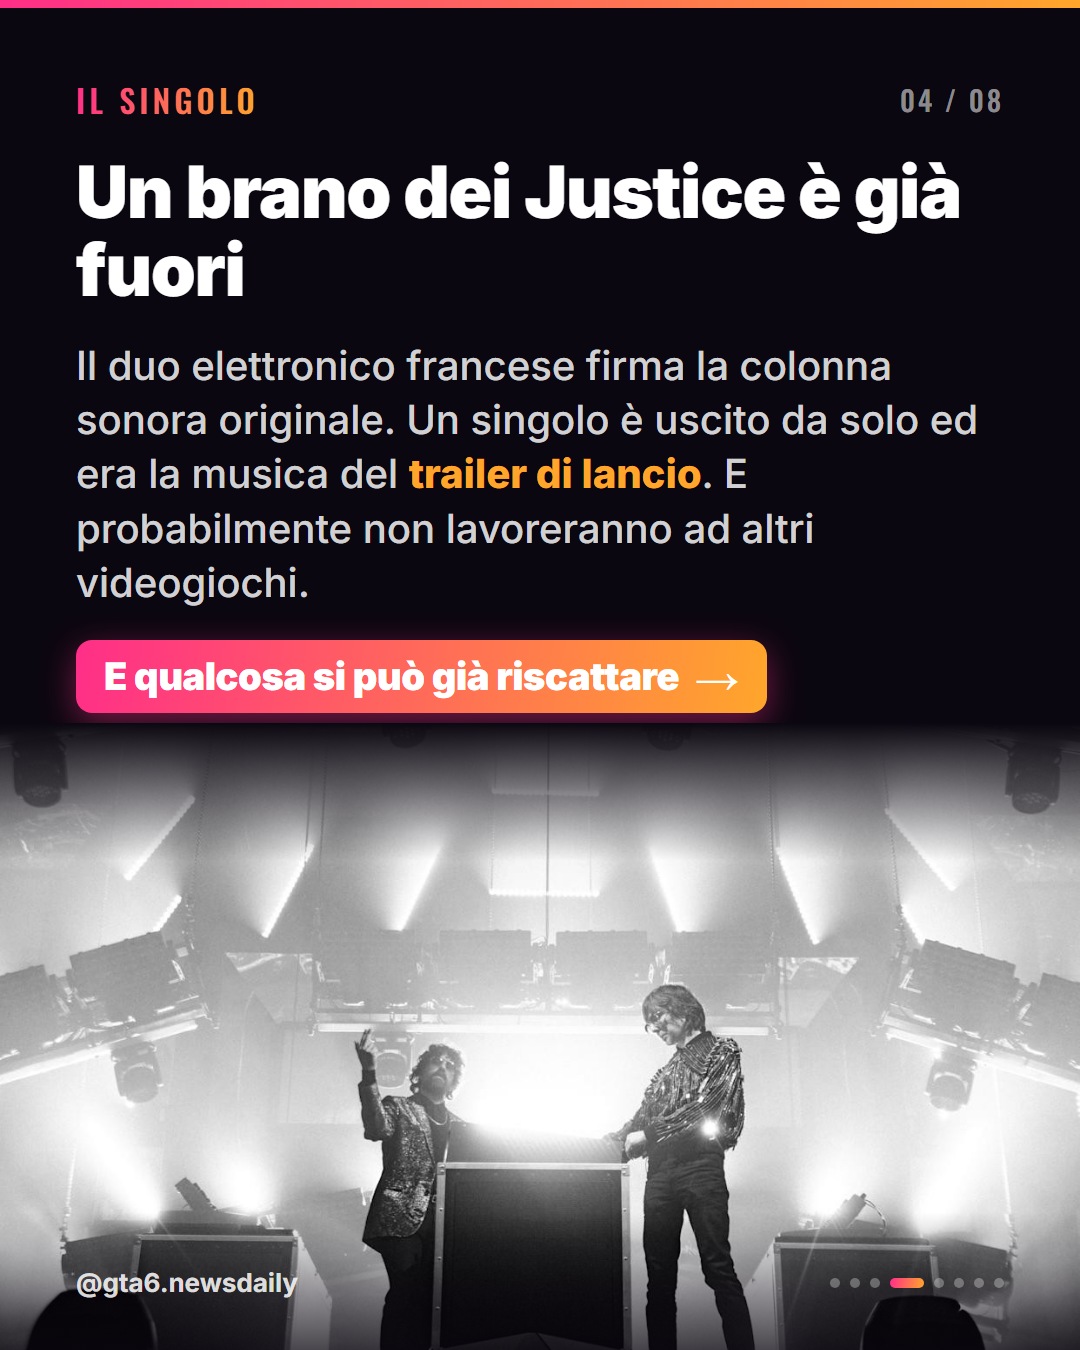 IL SINGOLO
04 / 08
Un brano dei Justice è già
fuori
Il duo elettronico francese firma la colonna
sonora originale. Un singolo è uscito da solo ed
era la musica del trailer di lancio. E
probabilmente non lavoreranno ad altri
videogiochi.
E qualcosa si può già riscattare →
@gta6.newsdaily